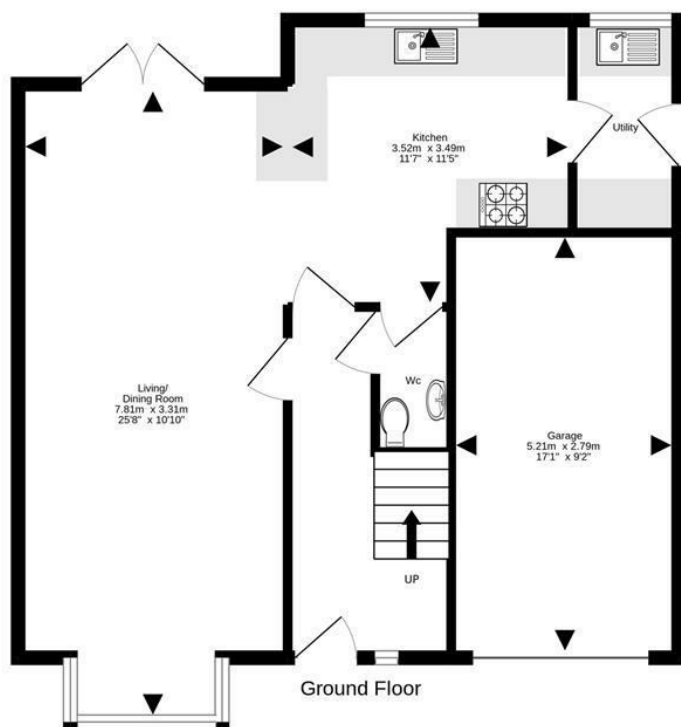 Kitchen
3.52m x 3.49m
11'7" x 11'5"
Utility
Living/
Dining Room
7.81m x 3.31m
25'8" x 10'10"
Wc
Garage
5.21m x 2.79m
17'1" x 9'2"
UP
Ground Floor